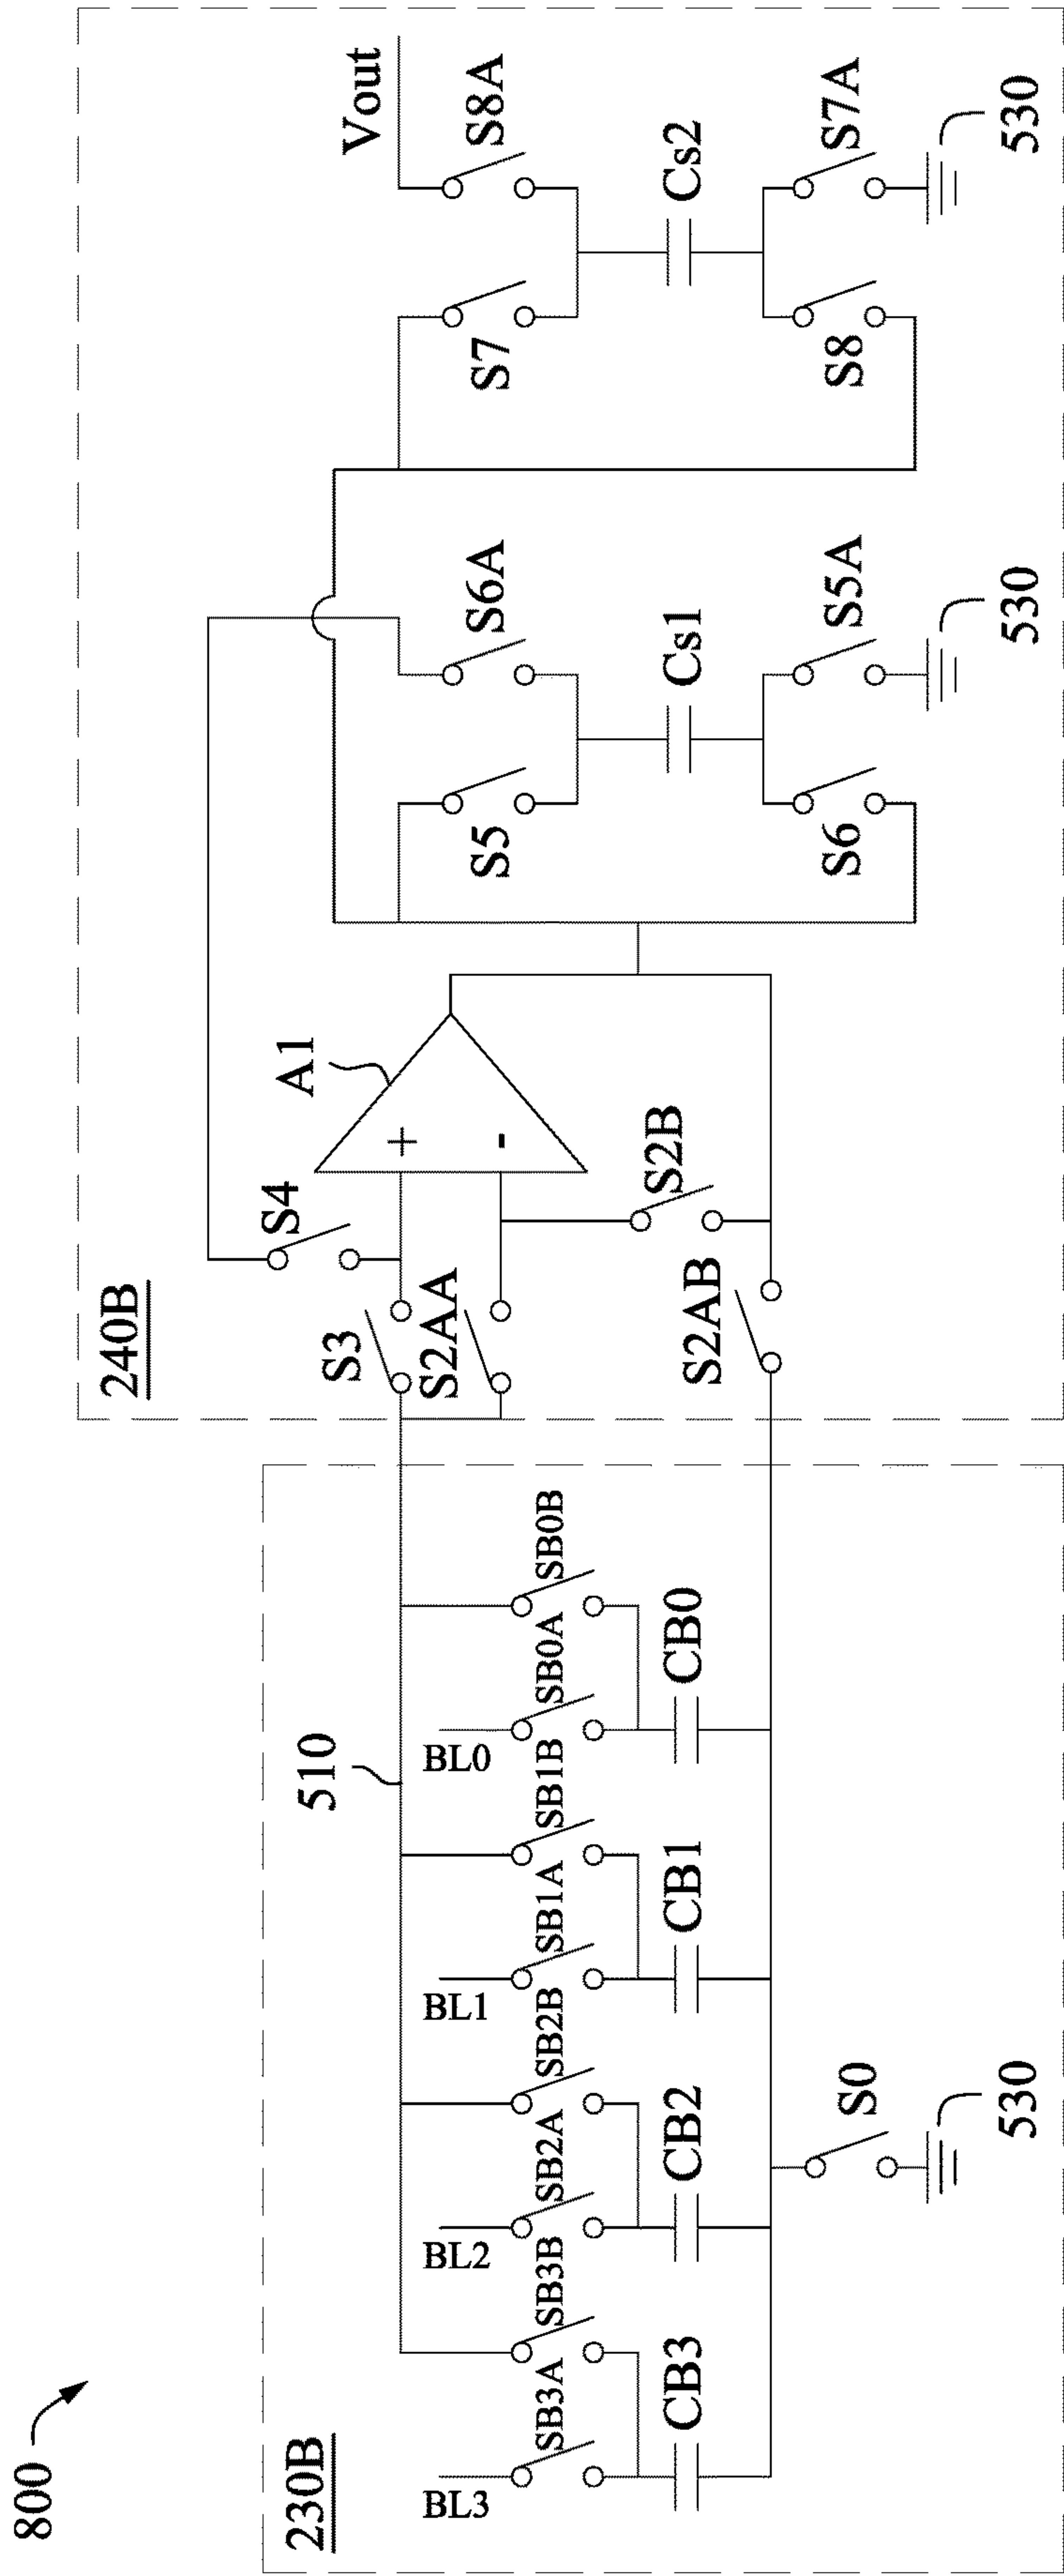 800
230B
BL3
SB3A
SB3B
CB3
BL2
SB2A
SB2B
CB2
BL1
SB1A
SB1B
CB1
BL0
SB0A
SB0B
CB0
510
S0
530
240B
S3
S2AA
S4
A1
+
-
S2B
S2AB
S5
S6A
Cs1
S6
S5A
530
S7
Vout
S8A
Cs2
S8
S7A
530